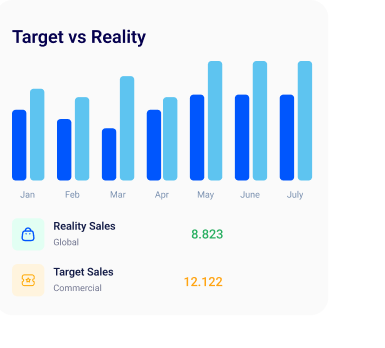 Target vs Reality
Jan Feb Mar Apr May June July
Reality Sales
Global
8.823
Target Sales
Commercial
12.122